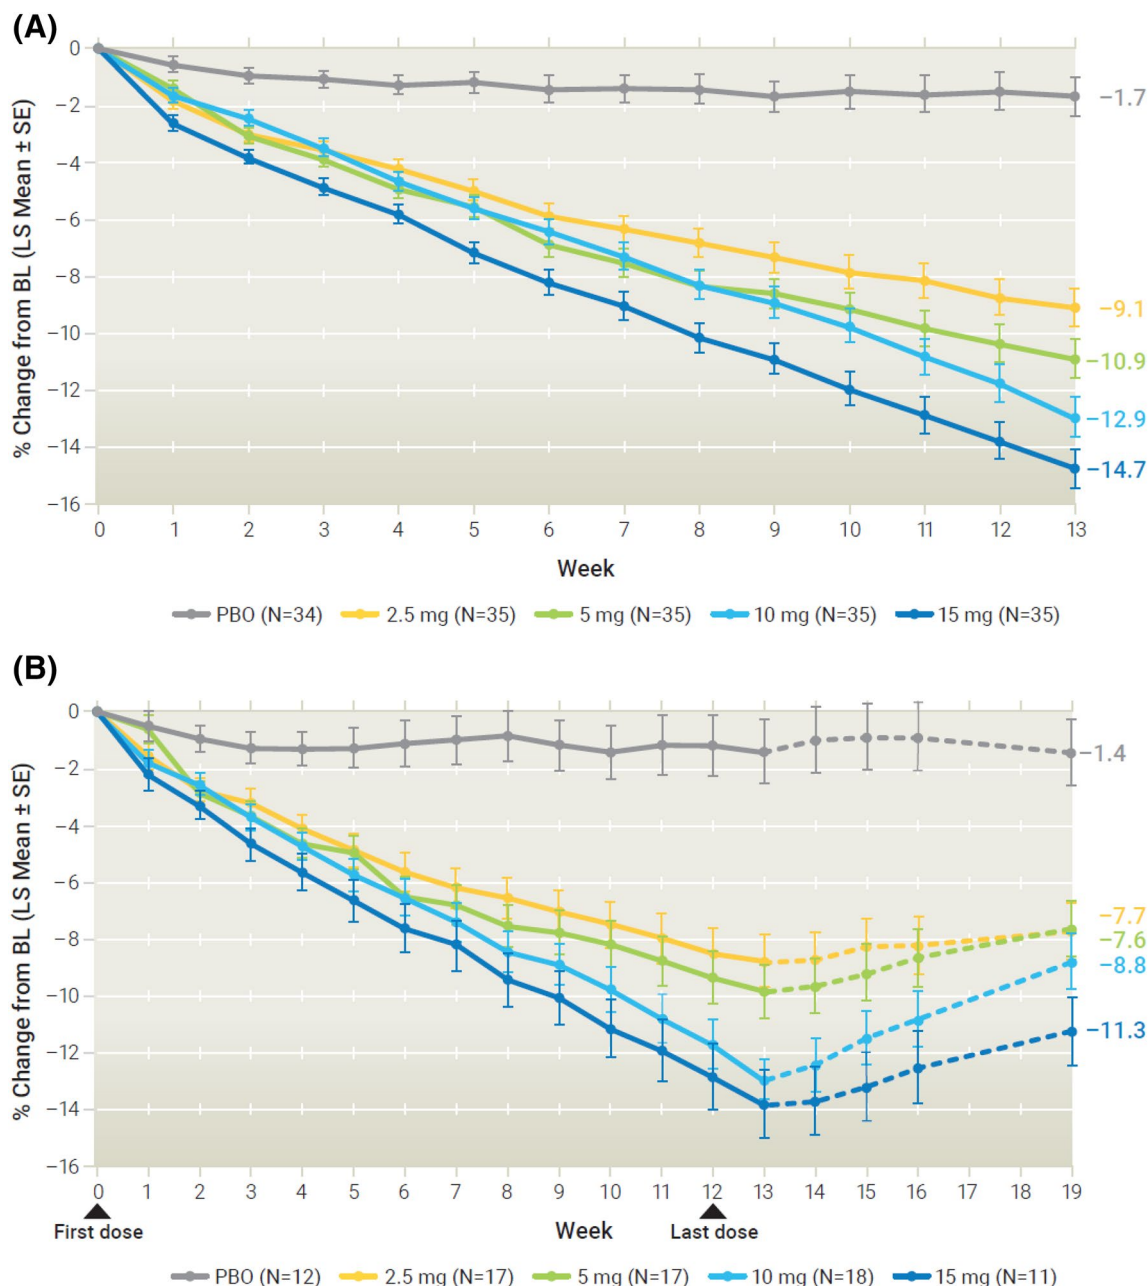 (A)
% Change from BL (LS Mean ± SE)
0
−2
−4
−6
−8
−10
−12
−14
−16
−1.7
−9.1
−10.9
−12.9
−14.7
0 1 2 3 4 5 6 7 8 9 10 11 12 13
Week
PBO (N=34) 2.5 mg (N=35) 5 mg (N=35) 10 mg (N=35) 15 mg (N=35)
(B)
% Change from BL (LS Mean ± SE)
0
−2
−4
−6
−8
−10
−12
−14
−16
−1.4
−7.7
−7.6
−8.8
−11.3
0 1 2 3 4 5 6 7 8 9 10 11 12 13 14 15 16 17 18 19
First dose Week Last dose
PBO (N=12) 2.5 mg (N=17) 5 mg (N=17) 10 mg (N=18) 15 mg (N=11)